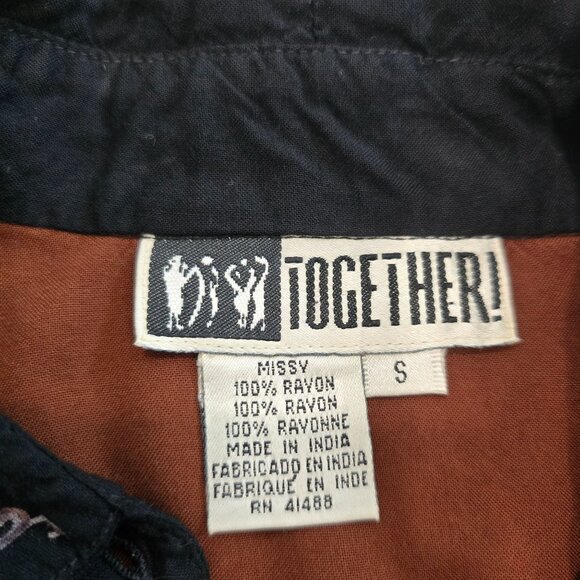 TOGETHER!
S
MISSY
100% RAYON
100% RAYON
100% RAYONNE
MADE IN INDIA
FABRICADO EN INDIA
FABRIQUE EN INDE
RN 41488